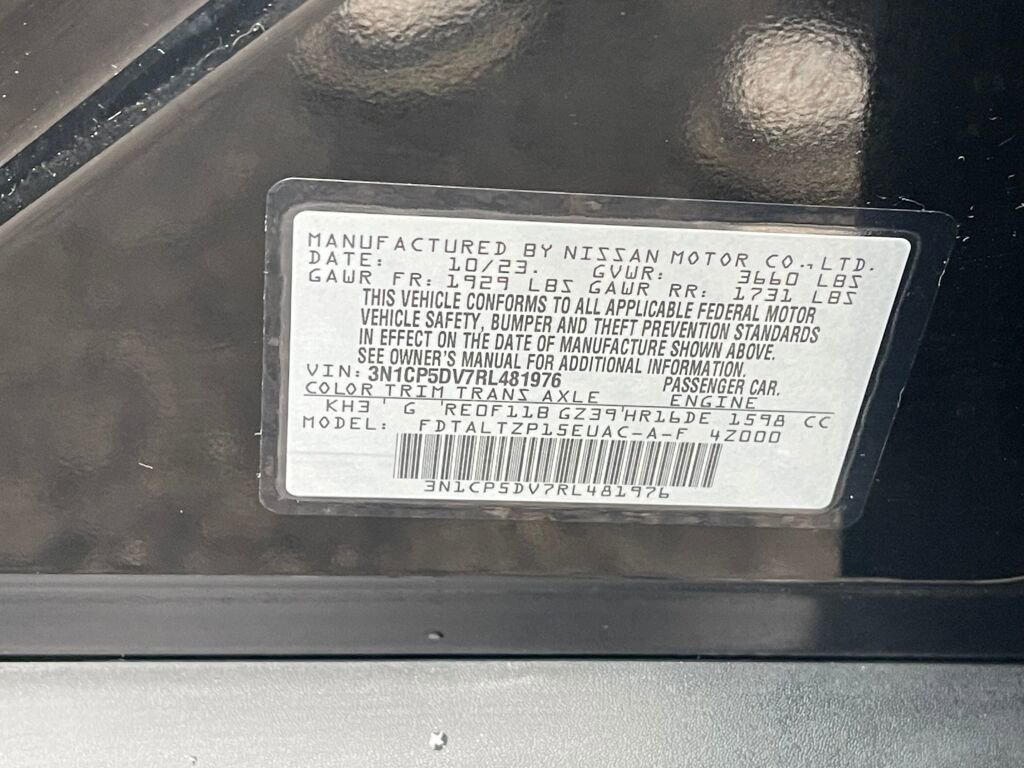 MANUFACTURED BY NISSAN MOTOR CO.,LTD.
DATE: 10/23. GVWR: 3660 LBS
GAWR FR: 1929 LBS GAWR RR: 1731 LBS
THIS VEHICLE CONFORMS TO ALL APPLICABLE FEDERAL MOTOR
VEHICLE SAFETY, BUMPER AND THEFT PREVENTION STANDARDS
IN EFFECT ON THE DATE OF MANUFACTURE SHOWN ABOVE.
SEE OWNER'S MANUAL FOR ADDITIONAL INFORMATION.
VIN: 3N1CP5DV7RL481976 PASSENGER CAR.
COLOR TRIM TRANS AXLE ENGINE
KH3 ' G 'RE0F11B GZ39'HR16DE 1598 CC
MODEL: FDTALTZP15EUAC-A-F 4Z000
3N1CP5DV7RL481976